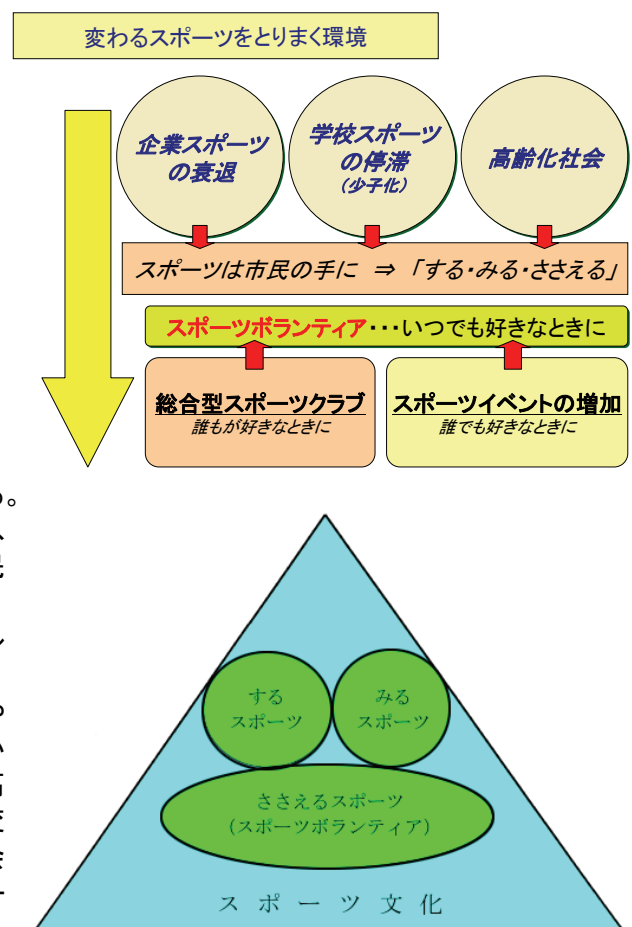 変わるスポーツをとりまく環境
企業スポーツ
の衰退
学校スポーツ
の停滞
(少子化)
高齢化社会
スポーツは市民の手に ⇒ 「する・みる・ささえる」
スポーツボランティア・・・いつでも好きなときに
総合型スポーツクラブ
誰もが好きなときに
スポーツイベントの増加
誰でも好きなときに
する
スポーツ
みる
スポーツ
ささえるスポーツ
(スポーツボランティア)
スポーツ文化